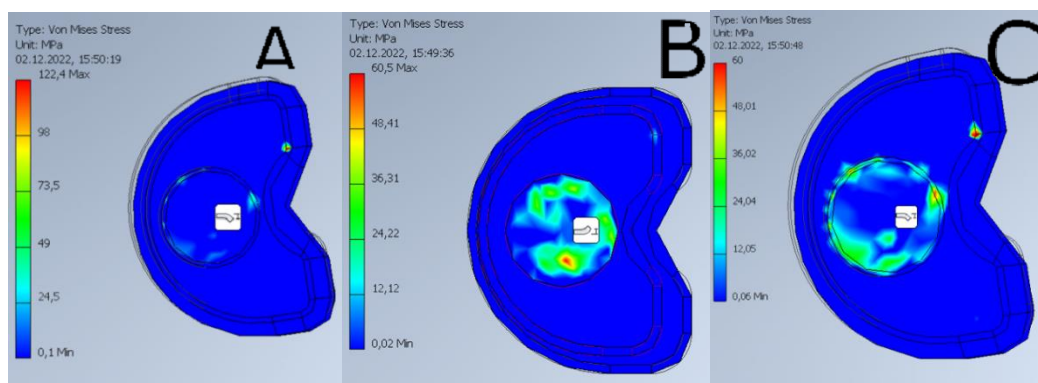 Type: Von Mises Stress
Unit: MPa
02.12.2022, 15:50:19
122,4 Max
98
73,5
49
24,5
0,1 Min
A
Type: Von Mises Stress
Unit: MPa
02.12.2022, 15:49:36
60,5 Max
48,41
36,31
24,22
12,12
0,02 Min
B
Type: Von Mises Stress
Unit: MPa
02.12.2022, 15:50:48
60
48,01
36,02
24,04
12,05
0,06 Min
C